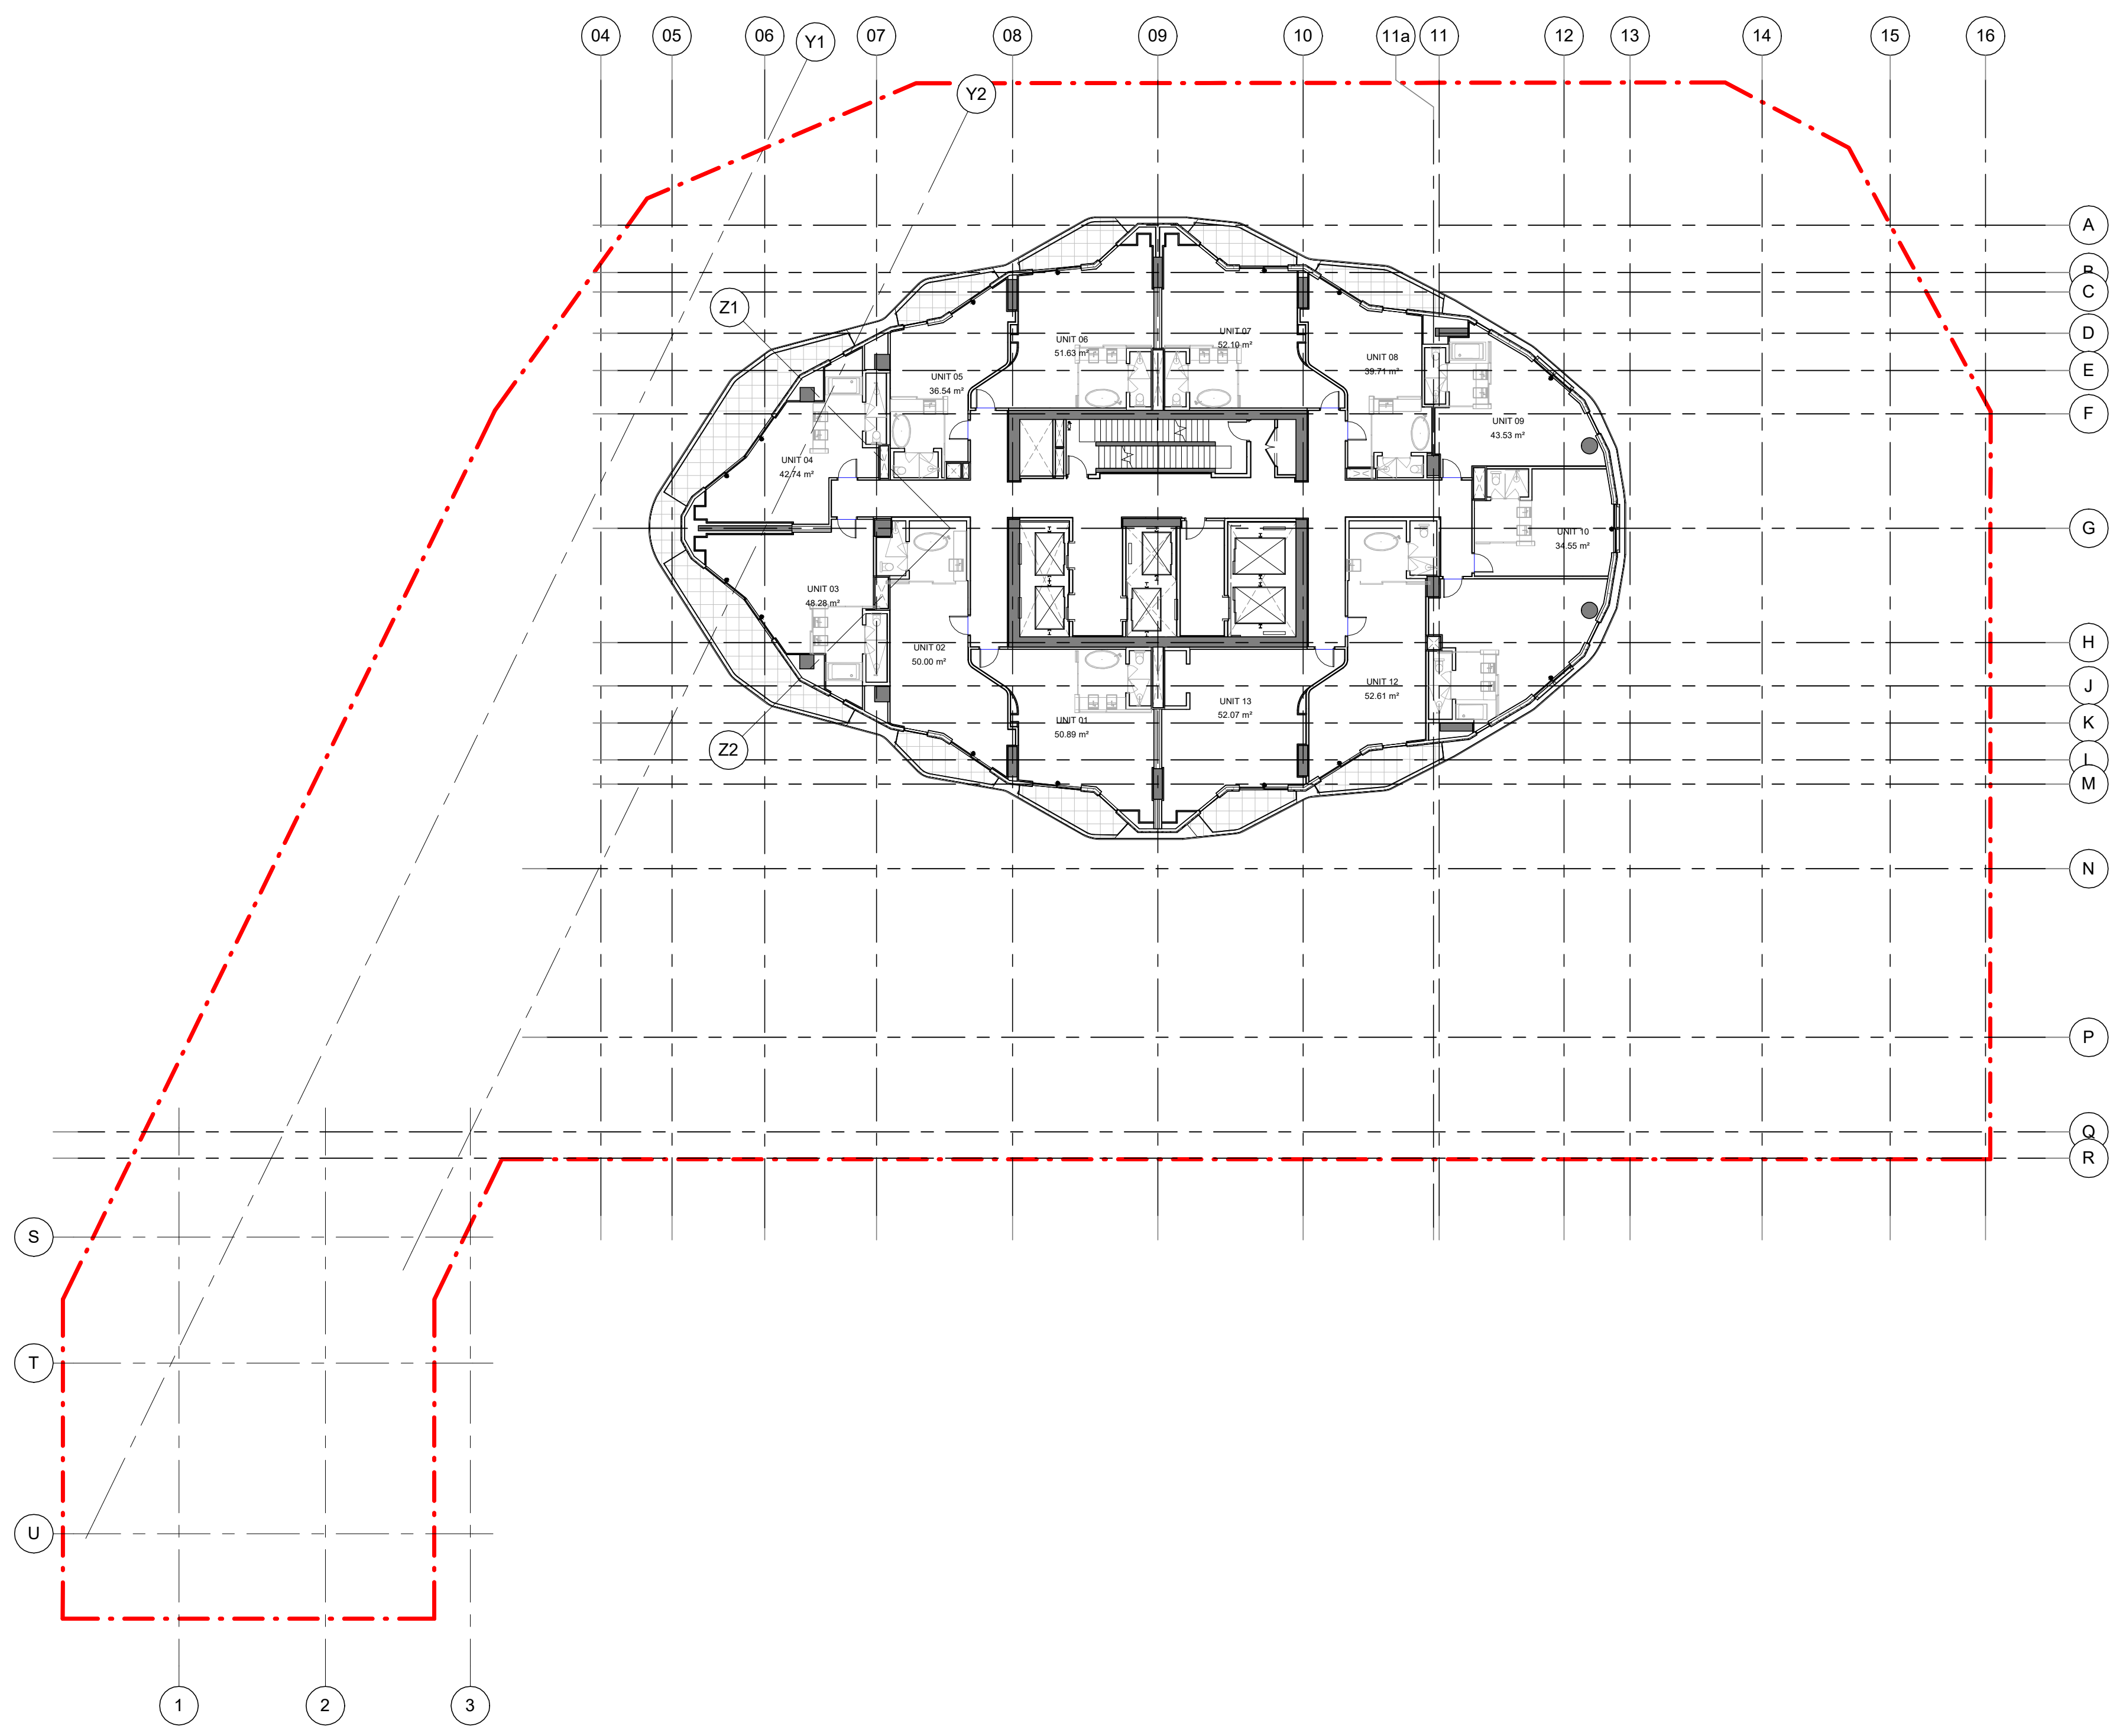 04
05
06
Y1
07
08
09
10
11a
11
12
13
14
15
16
Y2
A
B
C
Z1
D
E
F
G
H
J
K
Z2
M
N
P
Q
R
S
T
U
1
2
3
UNIT 06
51.63 m²
UNIT 07
52.10 m²
UNIT 08
39.71 m²
UNIT 05
36.54 m²
UNIT 09
43.53 m²
UNIT 04
42.74 m²
UNIT 10
34.55 m²
UNIT 03
48.28 m²
UNIT 02
50.00 m²
UNIT 12
52.61 m²
UNIT 13
52.07 m²
UNIT 01
50.89 m²